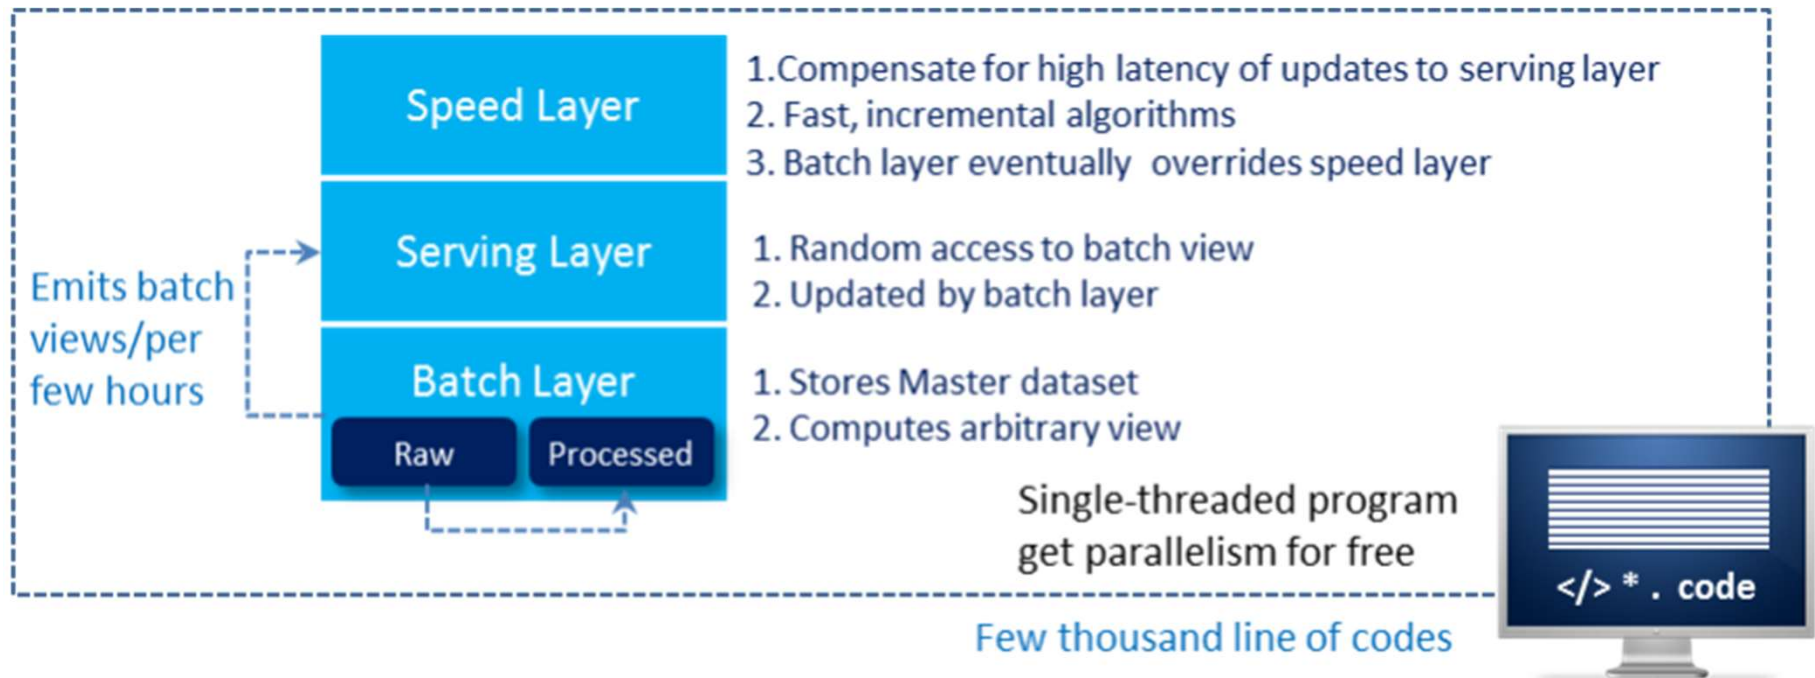 Speed Layer
1.Compensate for high latency of updates to serving layer
2. Fast, incremental algorithms
3. Batch layer eventually overrides speed layer
Serving Layer
1. Random access to batch view
2. Updated by batch layer
Emits batch
views/per
few hours
Batch Layer
Raw
Processed
1. Stores Master dataset
2. Computes arbitrary view
Single-threaded program
get parallelism for free
</> * . code
Few thousand line of codes